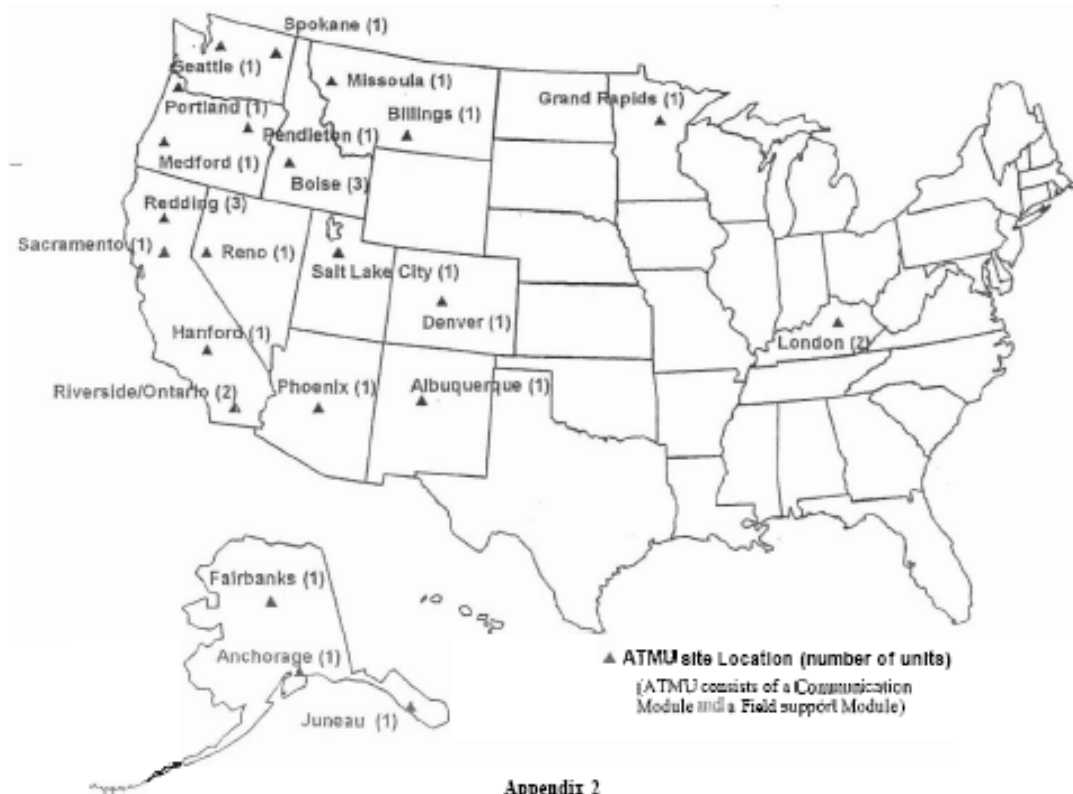 Spokane (1)
Seattle (1)
Missoula (1)
Grand Rapids (1)
Portland (1)
Billings (1)
Pendleton (1)
Medford (1)
Boise (3)
Redding (3)
Sacramento (1)
Reno (1)
Salt Lake City (1)
Denver (1)
Hanford (1)
London (2)
Riverside/Ontario (2)
Phoenix (1)
Albuquerque (1)
Fairbanks (1)
Anchorage (1)
Juneau (1)
ATMU site Location (number of units)
(ATMU consists of a Communication
Module and a Field support Module)
Appendix 2